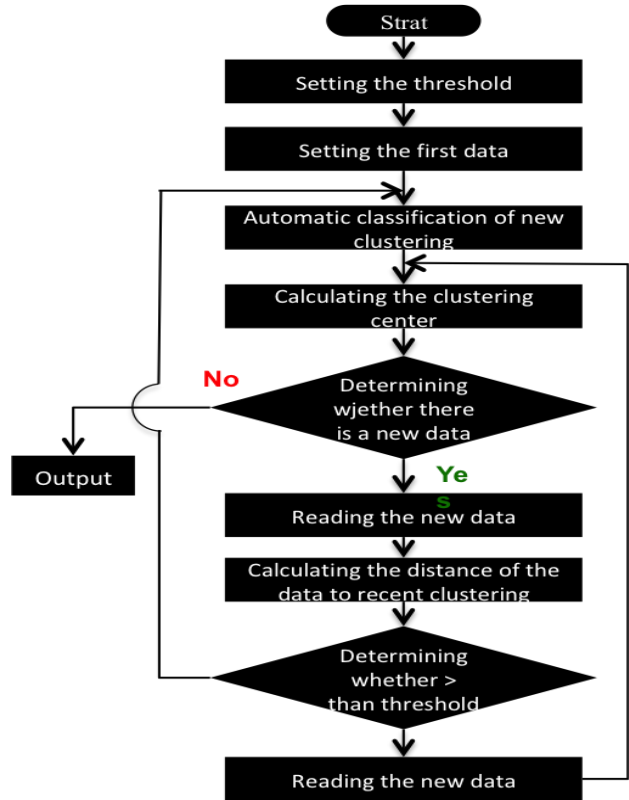 Strat
Setting the threshold
Setting the first data
Automatic classification of new
clustering
Calculating the clustering
center
No
Determining
wjether there
is a new data
Output
Ye
s
Reading the new data
Calculating the distance of the
data to recent clustering
Determining
whether >
than threshold
Reading the new data